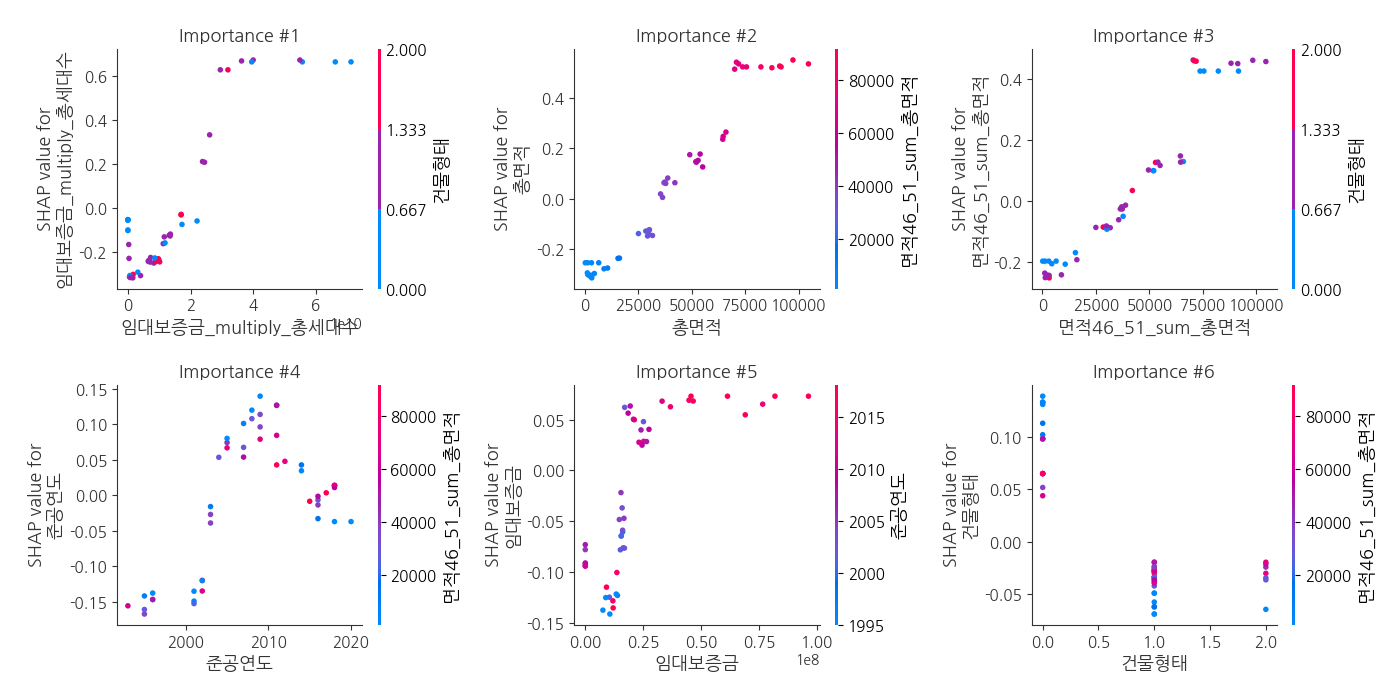 Importance #1
SHAP value for
임대보증금_multiply_총세대수
0.6
0.4
0.2
0.0
-0.2
0
2
4
6
1e10
임대보증금_multiply_총세대수
2.000
1.333
0.667
0.000
건물형태
Importance #2
SHAP value for
총면적
0.4
0.2
0.0
-0.2
0
25000
50000
75000
100000
총면적
80000
60000
40000
20000
면적46_51_sum_총면적
Importance #3
SHAP value for
면적46_51_sum_총면적
0.4
0.2
0.0
-0.2
0
25000
50000
75000
100000
면적46_51_sum_총면적
2.000
1.333
0.667
0.000
건물형태
Importance #4
SHAP value for
준공연도
0.15
0.10
0.05
0.00
-0.05
-0.10
-0.15
2000
2010
2020
준공연도
80000
60000
40000
20000
면적46_51_sum_총면적
Importance #5
SHAP value for
임대보증금
0.05
0.00
-0.05
-0.10
-0.15
0.00
0.25
0.50
0.75
1.00
1e8
임대보증금
2015
2010
2005
2000
1995
준공연도
Importance #6
SHAP value for
건물형태
0.10
0.05
0.00
-0.05
0.0
0.5
1.0
1.5
2.0
건물형태
80000
60000
40000
20000
면적46_51_sum_총면적